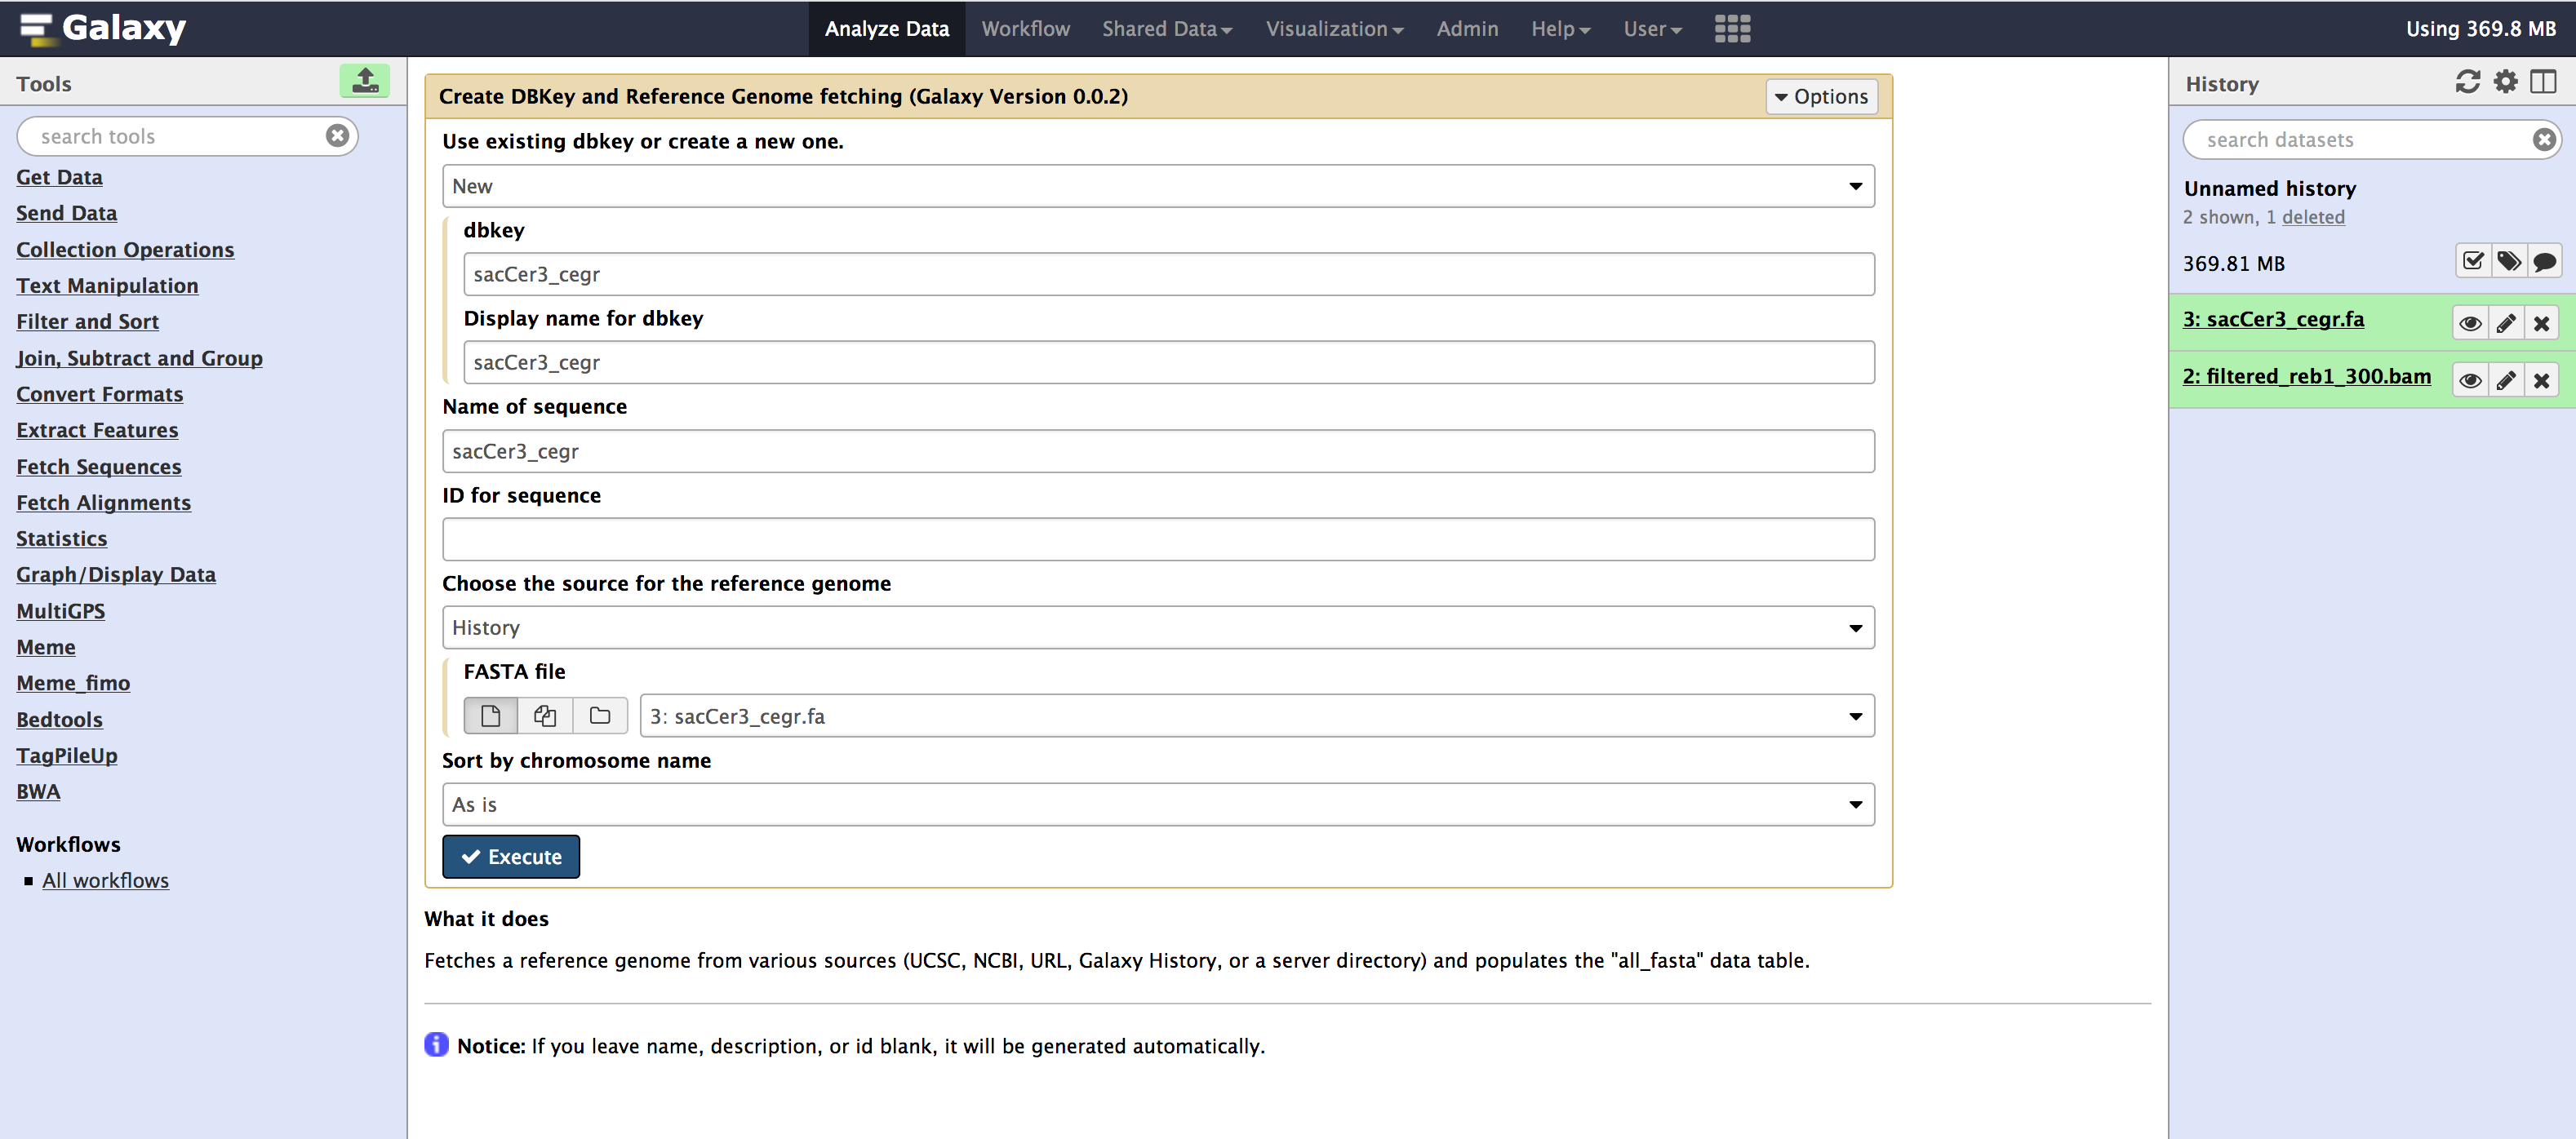 Galaxy
Analyze Data
Workflow
Shared Data
Visualization
Admin
Help
User
Using 369.8 MB
Tools
search tools
Get Data
Send Data
Collection Operations
Text Manipulation
Filter and Sort
Join, Subtract and Group
Convert Formats
Extract Features
Fetch Sequences
Fetch Alignments
Statistics
Graph/Display Data
MultiGPS
Meme
Meme_fimo
Bedtools
TagPileUp
BWA
Workflows
All workflows
Create DBKey and Reference Genome fetching (Galaxy Version 0.0.2)
Options
Use existing dbkey or create a new one.
New
dbkey
sacCer3_cegr
Display name for dbkey
sacCer3_cegr
Name of sequence
sacCer3_cegr
ID for sequence
Choose the source for the reference genome
History
FASTA file
3: sacCer3_cegr.fa
Sort by chromosome name
As is
Execute
What it does
Fetches a reference genome from various sources (UCSC, NCBI, URL, Galaxy History, or a server directory) and populates the "all_fasta" data table.
Notice: If you leave name, description, or id blank, it will be generated automatically.
History
search datasets
Unnamed history
2 shown, 1 deleted
369.81 MB
3: sacCer3_cegr.fa
2: filtered_reb1_300.bam